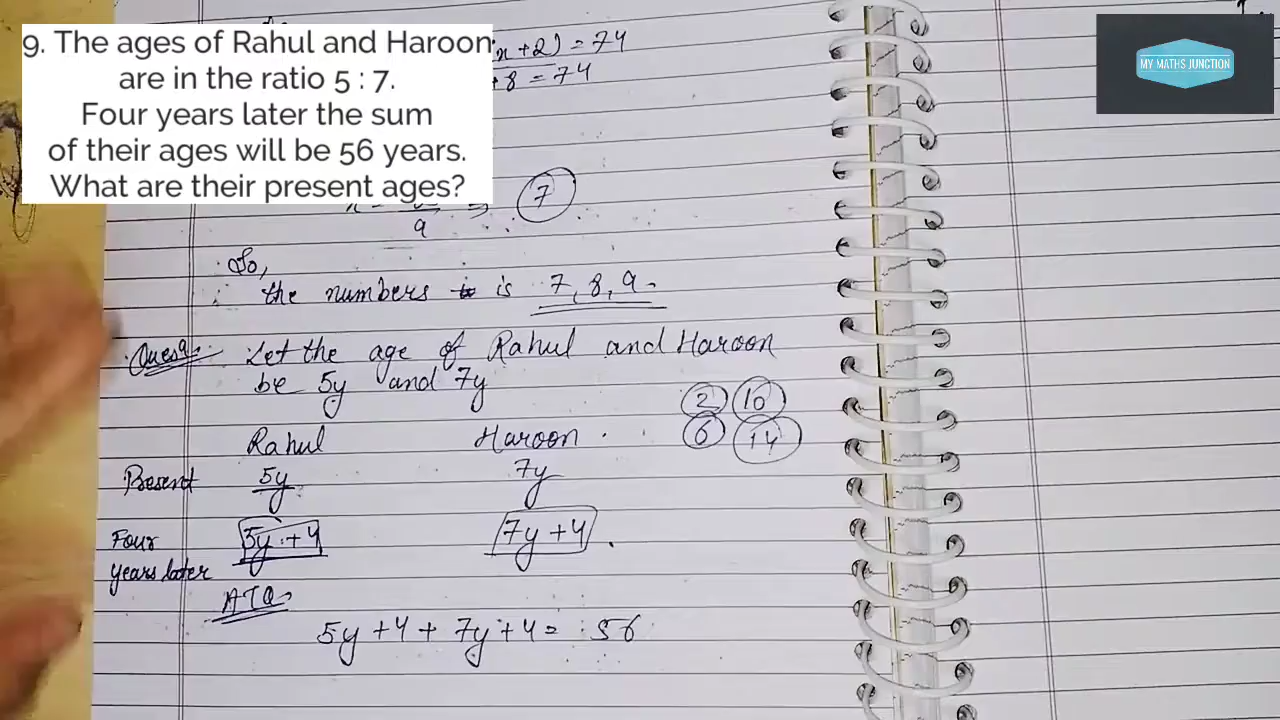 9. The ages of Rahul and Haroon
are in the ratio 5 : 7.
Four years later the sum
of their ages will be 56 years.
What are their present ages?
MY MATHS JUNCTION
x + 2) = 74
+ 8 = 74
9
7
So,
∴ the numbers is 7, 8, 9.
Ques9. Let the age of Rahul and Haroon
be 5y and 7y
2 10
6 14
Rahul Haroon
Present 5y 7y
Four 5y + 4 7y + 4
years later
ATQ
5y + 4 + 7y + 4 = 56